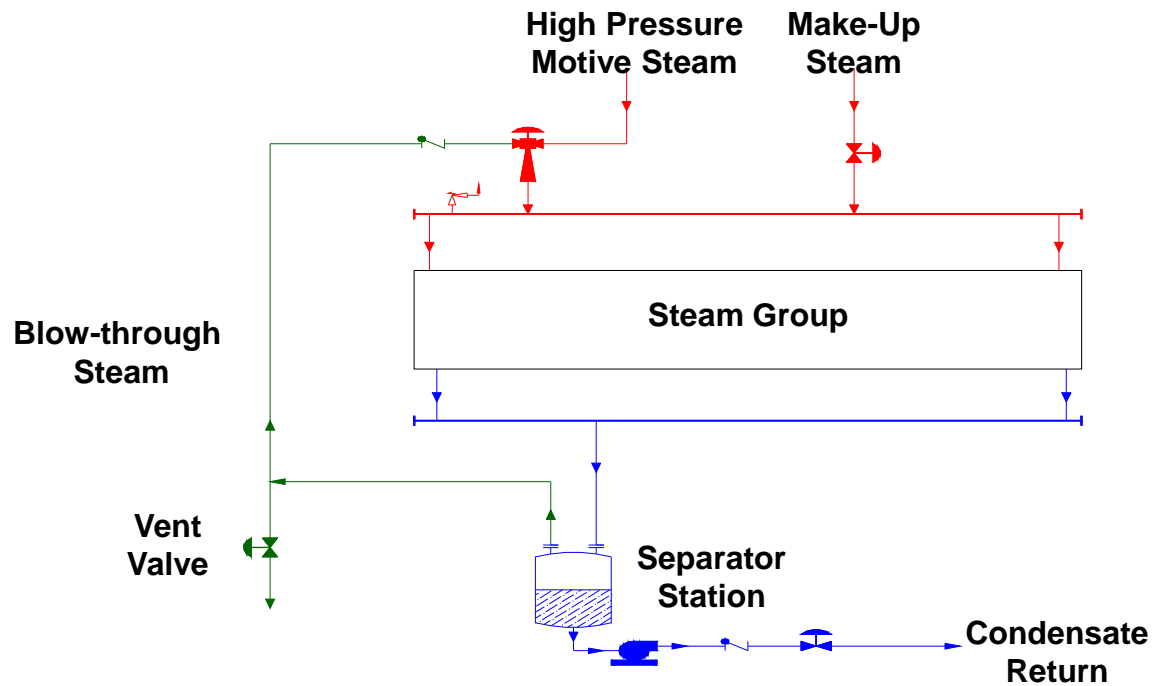 High Pressure
Motive Steam
Make-Up
Steam
Steam Group
Blow-through
Steam
Vent
Valve
Separator
Station
Condensate
Return